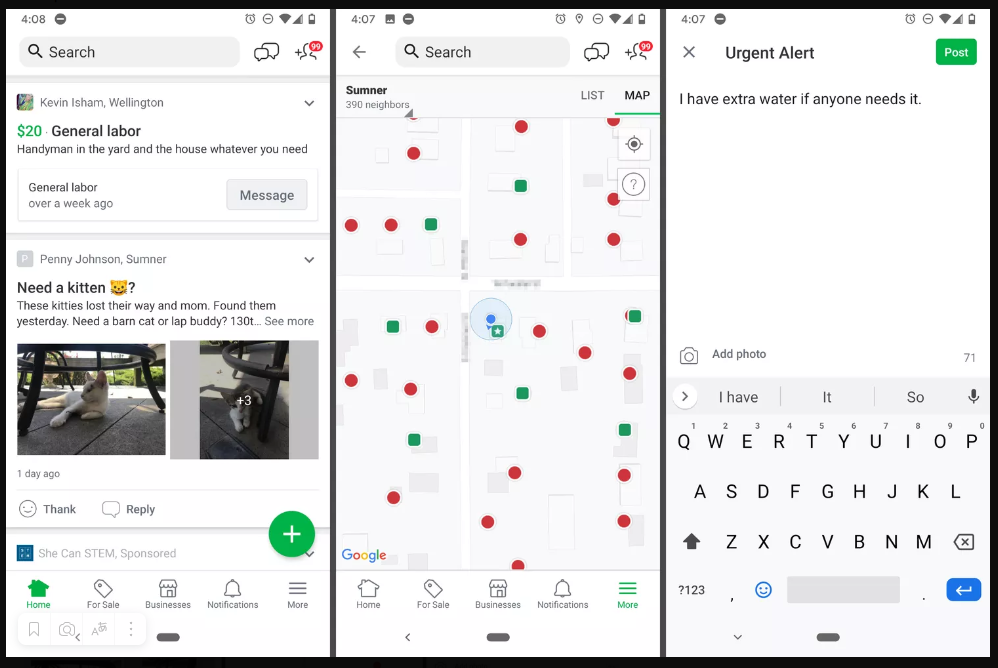 4:08
Search
99
Kevin Isham, Wellington
$20 · General labor
Handyman in the yard and the house whatever you need
General labor
over a week ago
Message
P
Penny Johnson, Sumner
Need a kitten 😺?
These kitties lost their way and mom. Found them
yesterday. Need a barn cat or lap buddy? 130t... See more
+3
1 day ago
Thank
Reply
+
She Can STEM, Sponsored
Home
For Sale
Businesses
Notifications
More
4:07
Search
99
Sumner
390 neighbors
LIST
MAP
?
Google
Home
For Sale
Businesses
Notifications
More
4:07
Urgent Alert
Post
I have extra water if anyone needs it.
Add photo
71
I have
It
So
1 2 3 4 5 6 7 8 9 0
Q W E R T Y U I O P
A S D F G H J K L
Z X C V B N M
?123 , .